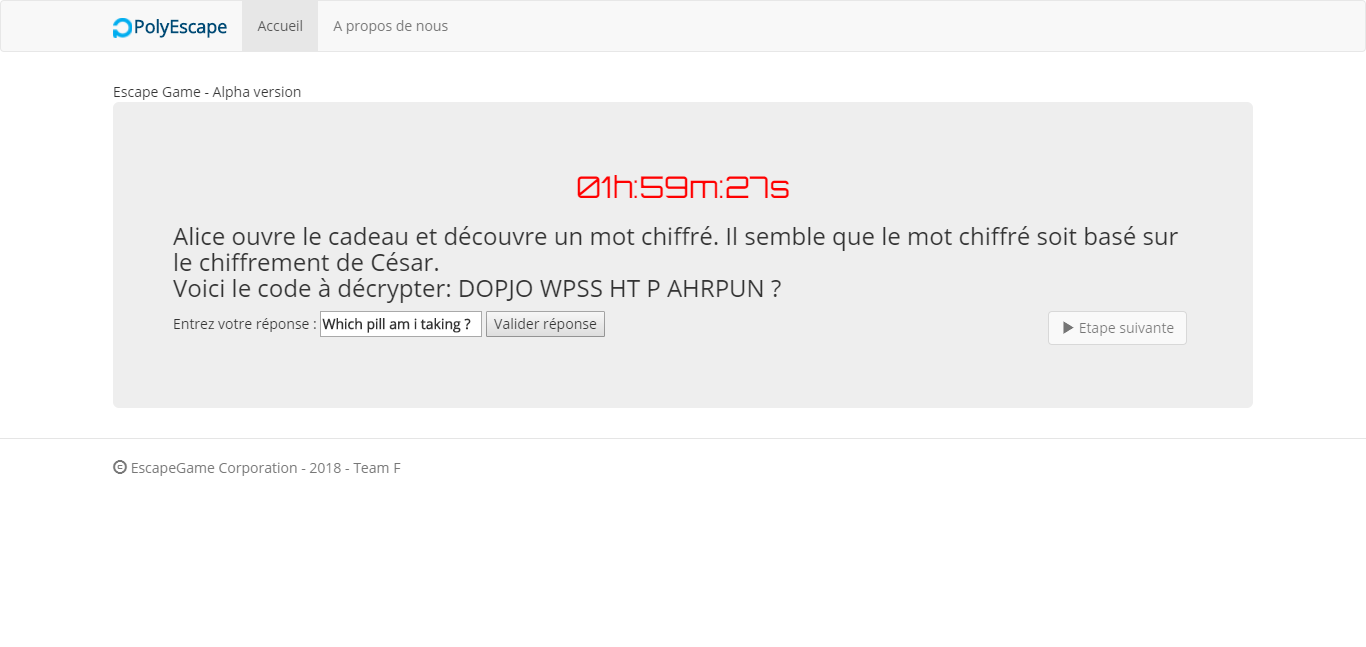 PolyEscape Accueil A propos de nous
Escape Game - Alpha version
01h:59m:27s
Alice ouvre le cadeau et découvre un mot chiffré. Il semble que le mot chiffré soit basé sur
le chiffrement de César.
Voici le code à décrypter: DOPJO WPSS HT P AHRPUN ?
Entrez votre réponse : Which pill am i taking ? Valider réponse Etape suivante
© EscapeGame Corporation - 2018 - Team F